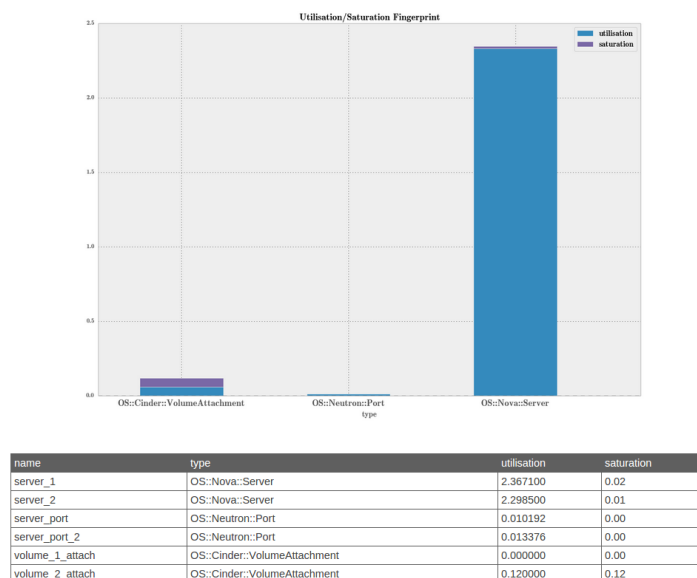 Utilisation/Saturation Fingerprint
2.5
utilisation
saturation
2.0
1.5
1.0
0.5
0.0
OS::Cinder::VolumeAttachment OS::Neutron::Port OS::Nova::Server
type
name type utilisation saturation
server_1 OS::Nova::Server 2.367100 0.02
server_2 OS::Nova::Server 2.298500 0.01
server_port OS::Neutron::Port 0.010192 0.00
server_port_2 OS::Neutron::Port 0.013376 0.00
volume_1_attach OS::Cinder::VolumeAttachment 0.000000 0.00
volume_2_attach OS::Cinder::VolumeAttachment 0.120000 0.12